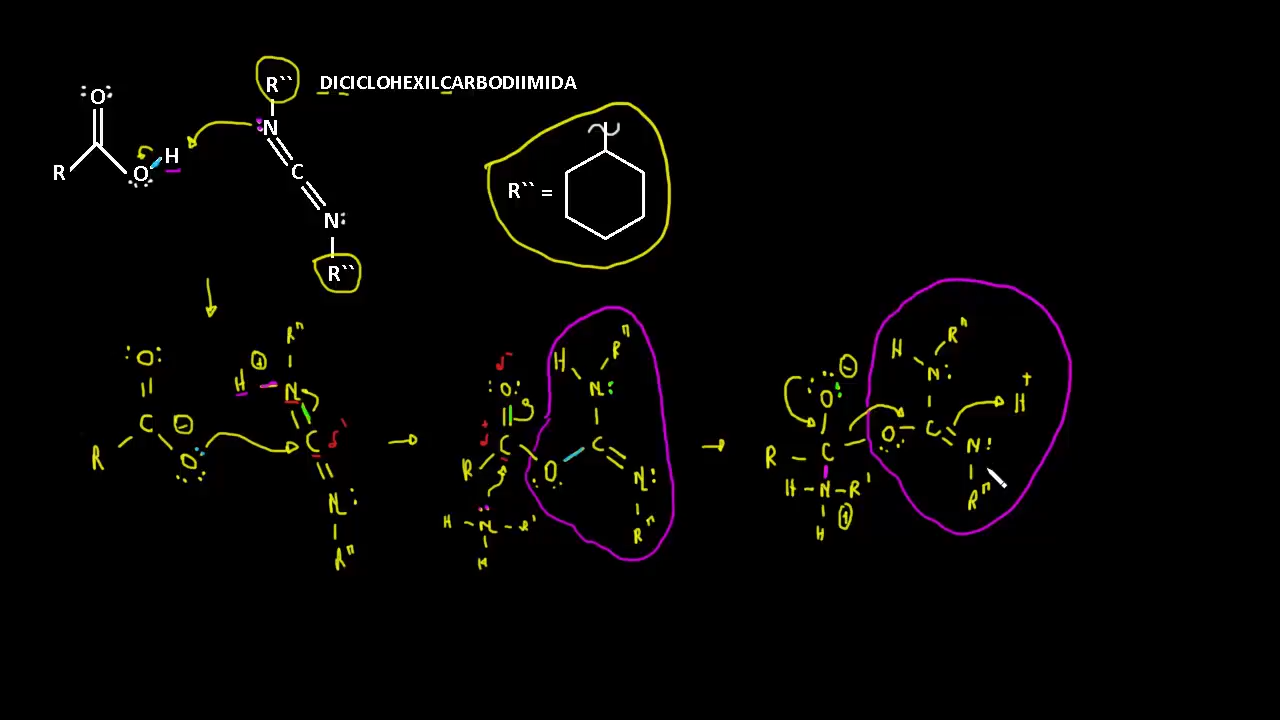 R`` DICICLOHEXILCARBODIIMIDA
:O:
:N
H
O
R
C
R`` =
N:
R``
R" H R" R"
:O: H + N δ- :O: N: :O: - H N: H+
C - C δ' δ+ C C O C N:
R O: R O R C
N: H N R' N: H N R' R"
R" H R" H +